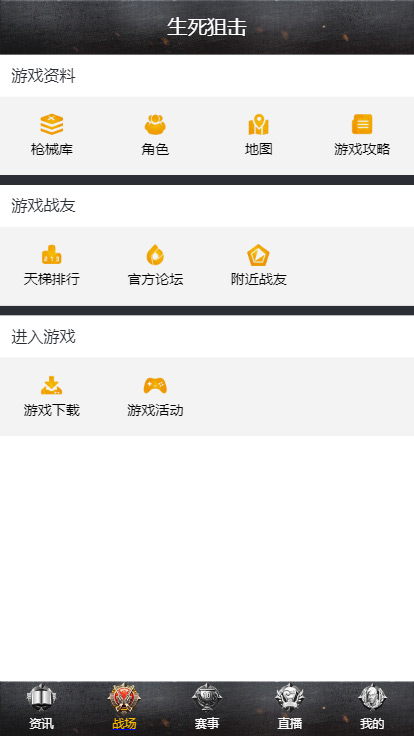 生死狙击
游戏资料
枪械库 角色 地图 游戏攻略
游戏战友
天梯排行 官方论坛 附近战友
进入游戏
游戏下载 游戏活动
资讯 战场 赛事 直播 我的